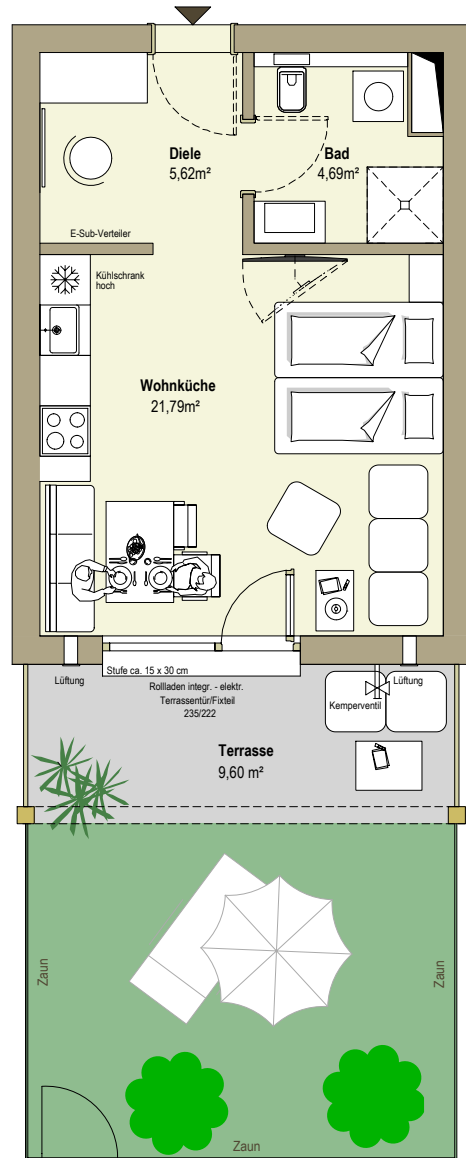 Diele
5,62m²
Bad
4,69m²
E-Sub-Verteiler
Kühlschrank
hoch
Wohnküche
21,79m²
Lüftung
Stufe ca. 15 x 30 cm
Rollladen integr. - elektr.
Terrassentür/Fixteil
235/222
Lüftung
Kemperventil
Terrasse
9,60 m²
Zaun
Zaun
Zaun